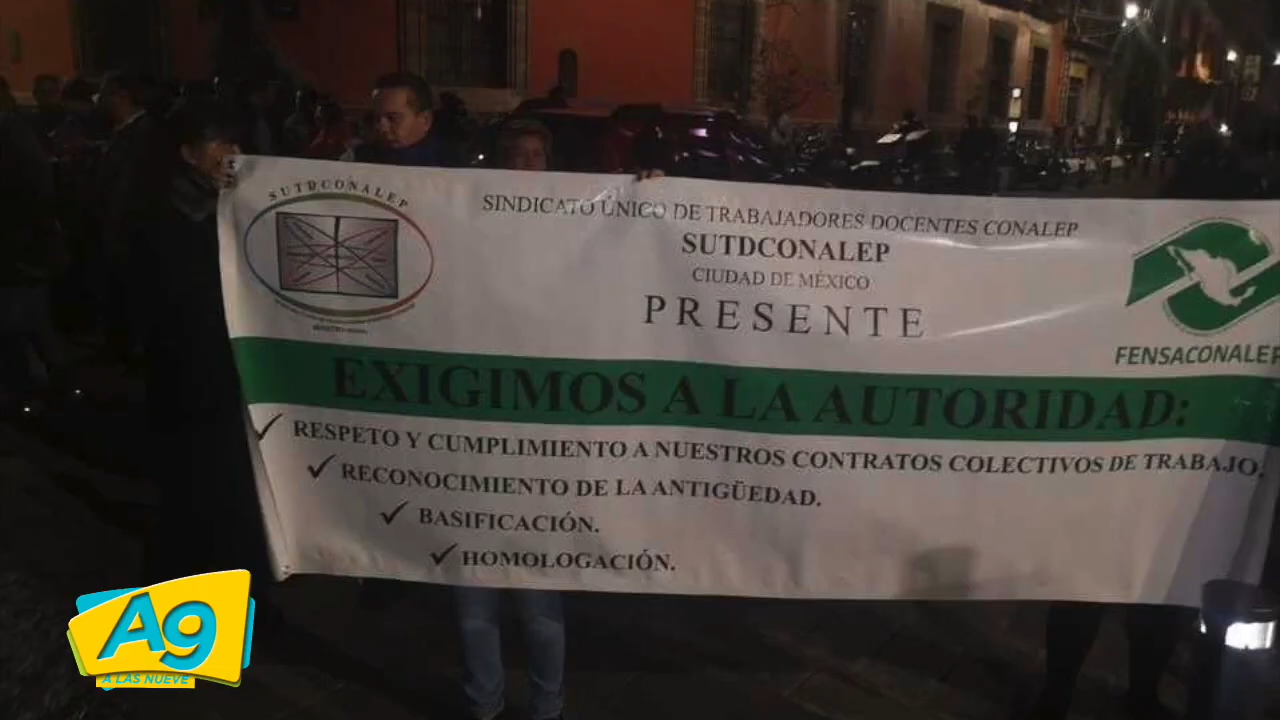 SUTDCONALEP
SINDICATO ÚNICO DE TRABAJADORES DOCENTES CONALEP
SUTDCONALEP
CIUDAD DE MÉXICO
PRESENTE
FENSACONALEP
EXIGIMOS A LA AUTORIDAD:
✓ RESPETO Y CUMPLIMIENTO A NUESTROS CONTRATOS COLECTIVOS DE TRABAJO.
✓ RECONOCIMIENTO DE LA ANTIGÜEDAD.
✓ BASIFICACIÓN.
✓ HOMOLOGACIÓN.
A9
A LAS NUEVE